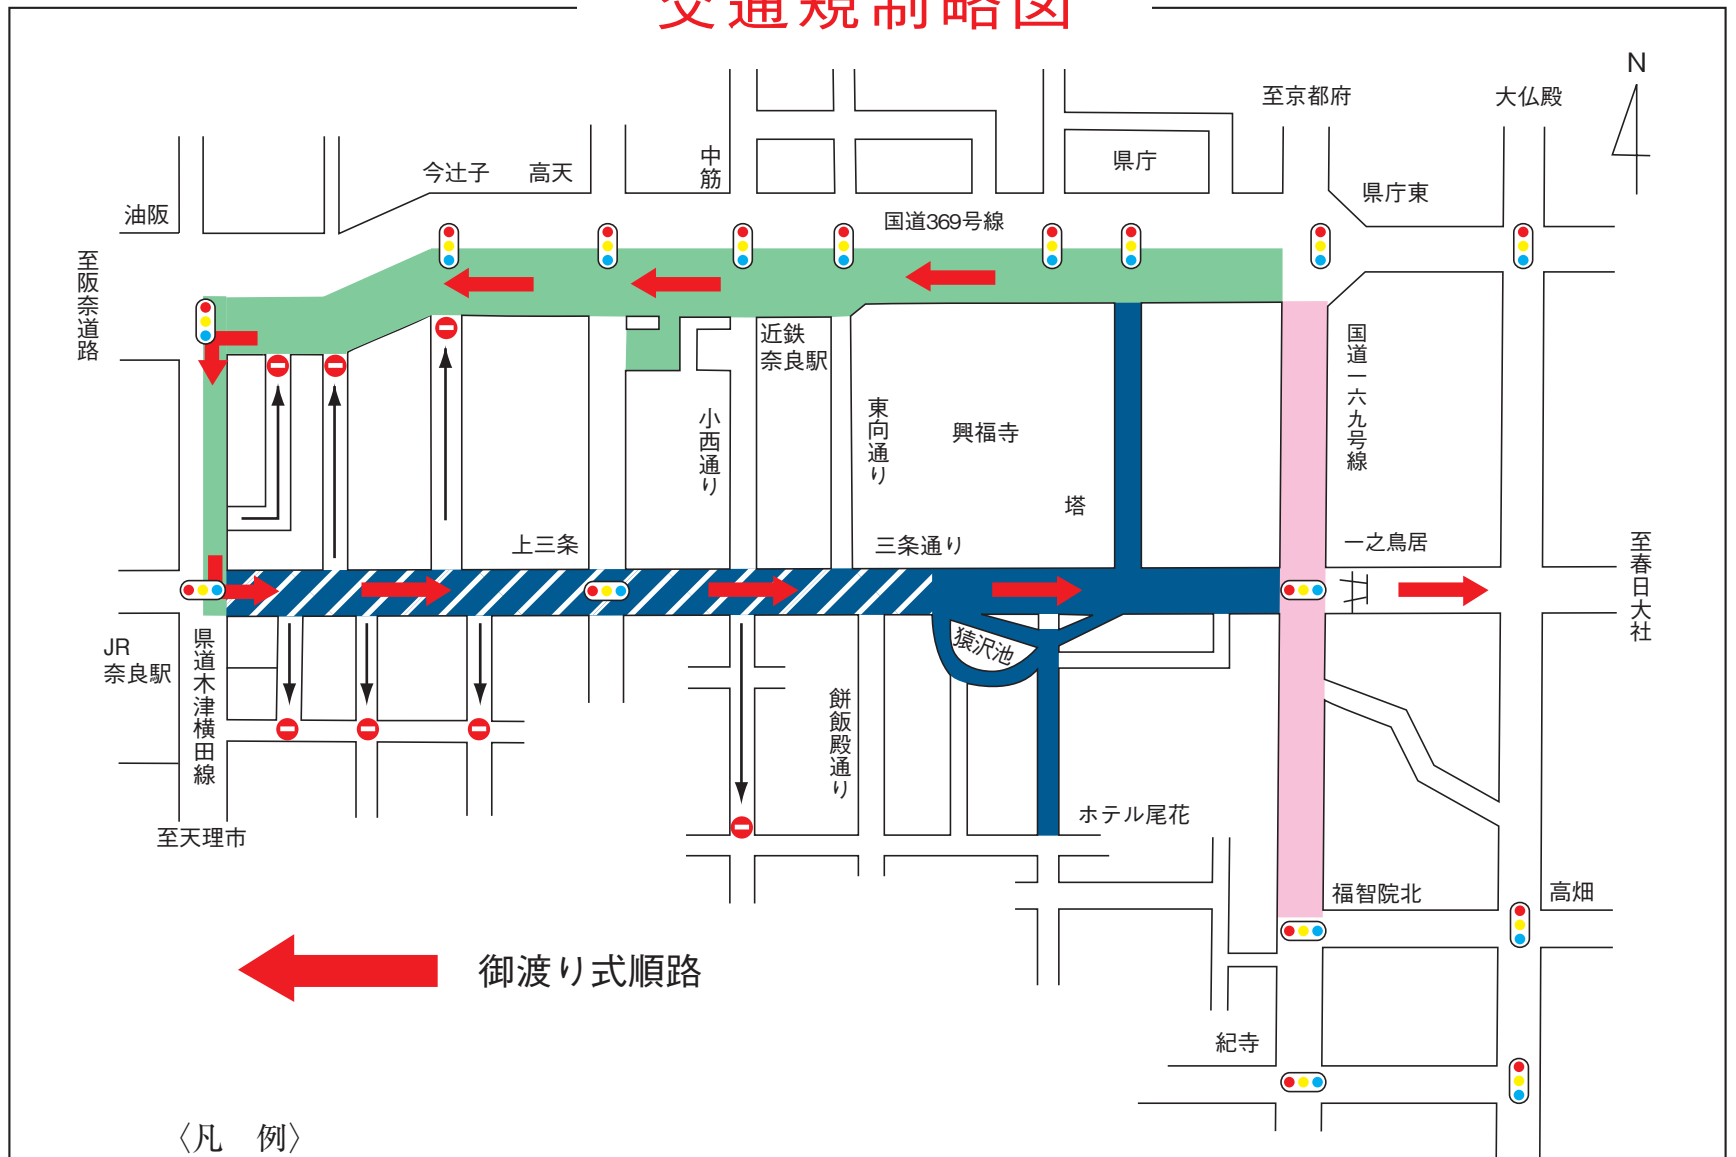 交通規制略図
N
至京都府
大仏殿
中筋
県庁
今辻子
高天
県庁東
油阪
国道369号線
至阪奈道路
近鉄
奈良駅
国道一六九号線
小西通り
東向通り
興福寺
塔
上三条
三条通り
一之鳥居
至春日大社
JR
奈良駅
県道木津横田線
猿沢池
餅飯殿通り
ホテル尾花
至天理市
福智院北
高畑
御渡り式順路
紀寺
〈凡　例〉